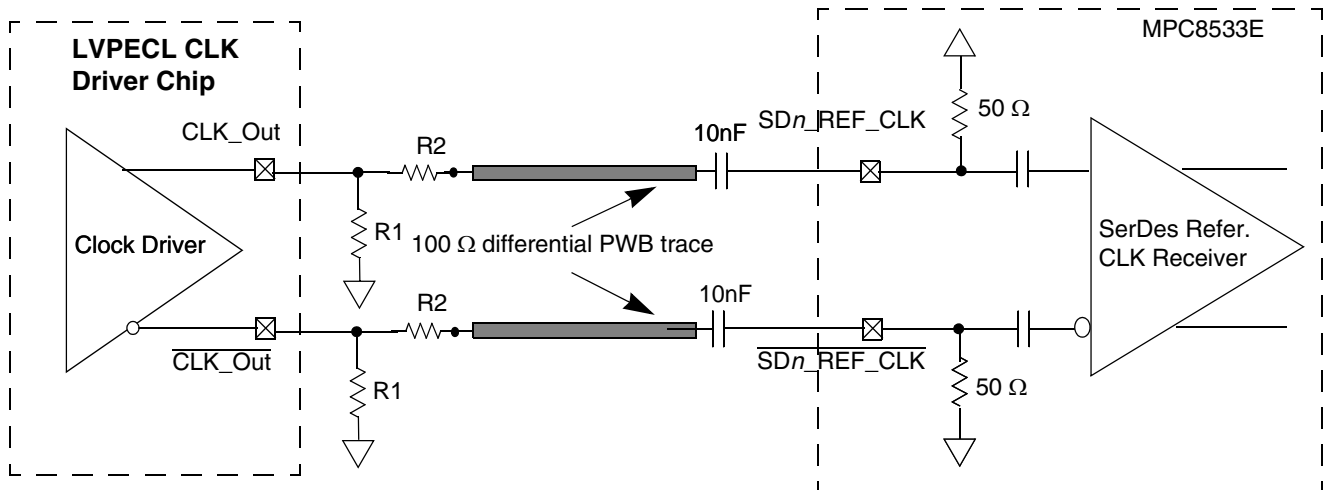 MPC8533E
LVPECL CLK
Driver Chip
CLK_Out
R2
10nF
SDn_REF_CLK
50 Ω
Clock Driver
R1
100 Ω differential PWB trace
SerDes Refer.
CLK Receiver
R2
10nF
CLK_Out
SDn_REF_CLK
R1
50 Ω